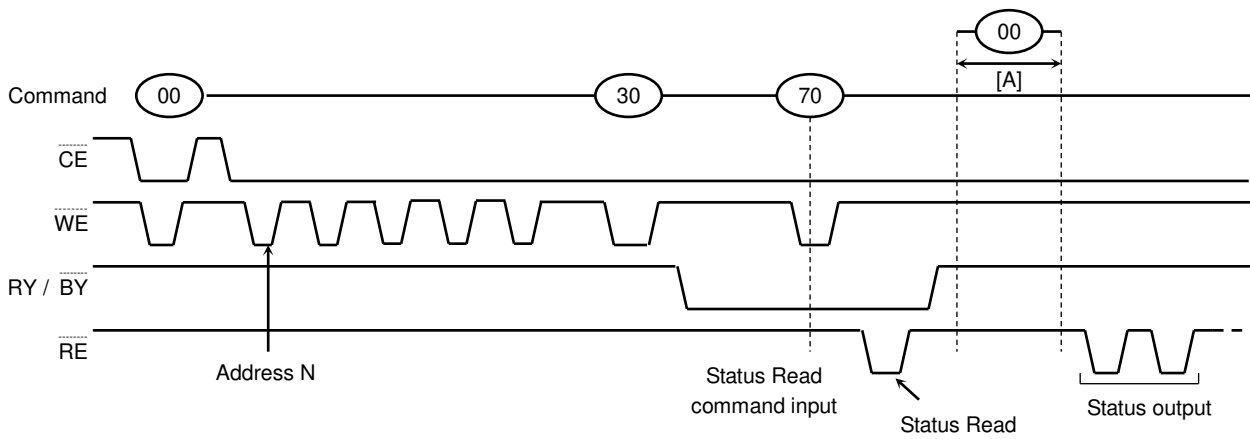 00
[A]
Command 00 30 70
CE
WE
RY / BY
RE
Address N
Status Read
command input
Status Read
Status output